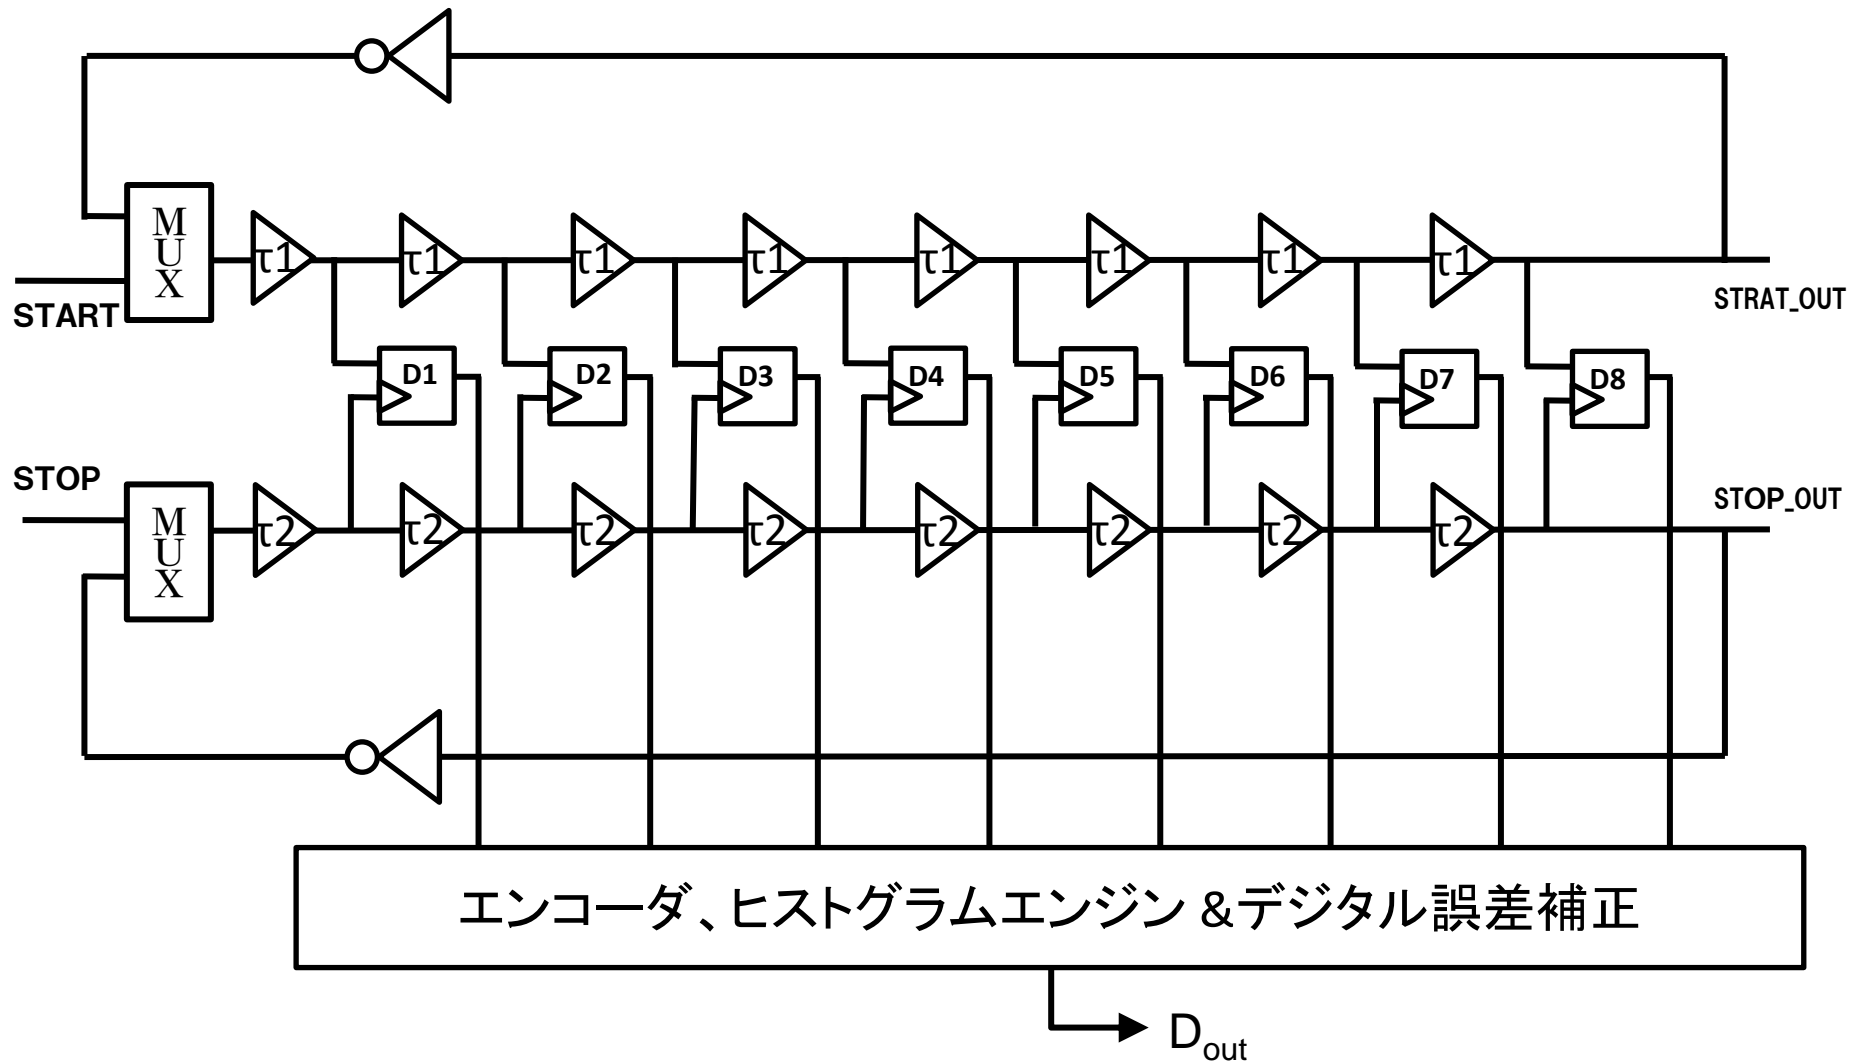 MUX
START
τ1 τ1 τ1 τ1 τ1 τ1 τ1 τ1
STRAT_OUT
D1 D2 D3 D4 D5 D6 D7 D8
STOP
MUX
τ2 τ2 τ2 τ2 τ2 τ2 τ2 τ2
STOP_OUT
エンコーダ、ヒストグラムエンジン &デジタル誤差補正
Dout